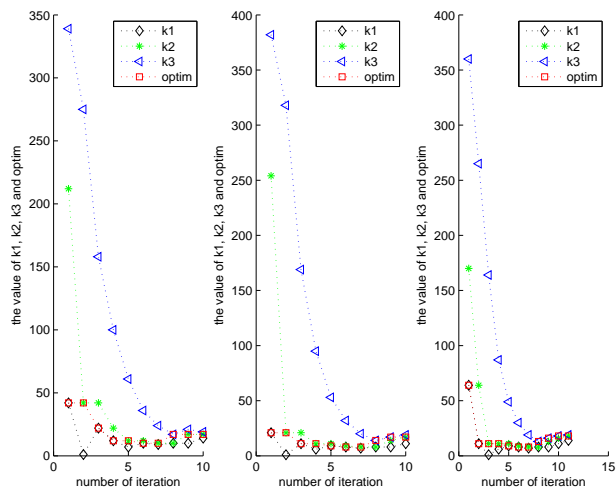 350
300
250
200
150
100
50
0
0
5
10
number of iteration
the value of k1, k2, k3 and optim
k1
k2
k3
optim
400
350
300
250
200
150
100
50
0
0
5
10
number of iteration
the value of k1, k2, k3 and optim
k1
k2
k3
optim
400
350
300
250
200
150
100
50
0
0
5
10
15
number of iteration
the value of k1, k2, k3 and optim
k1
k2
k3
optim